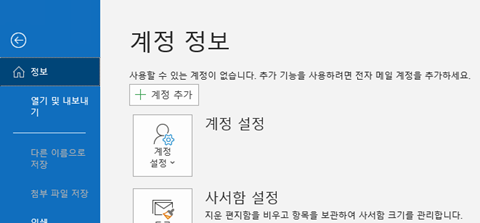 계정 정보
정보
사용할 수 있는 계정이 없습니다. 추가 기능을 사용하려면 전자 메일 계정을 추가하세요.
열기 및 내보내
기
계정 추가
계정 설정
계정
설정
다른 이름으로
저장
첨부 파일 저장
사서함 설정
지운 편지함을 비우고 항목을 보관하여 사서함 크기를 관리합니다.